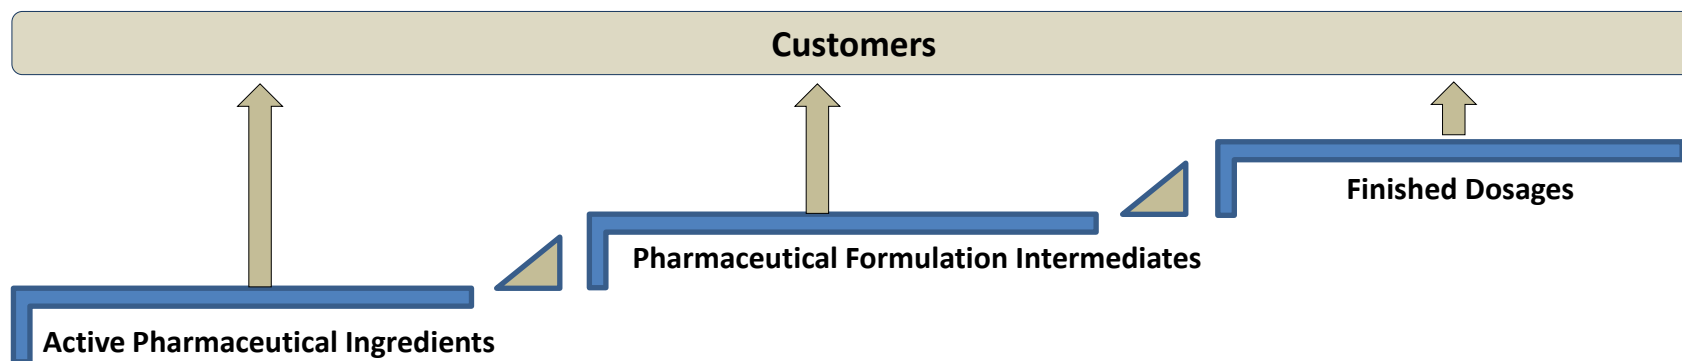 Customers
Finished Dosages
Pharmaceutical Formulation Intermediates
Active Pharmaceutical Ingredients